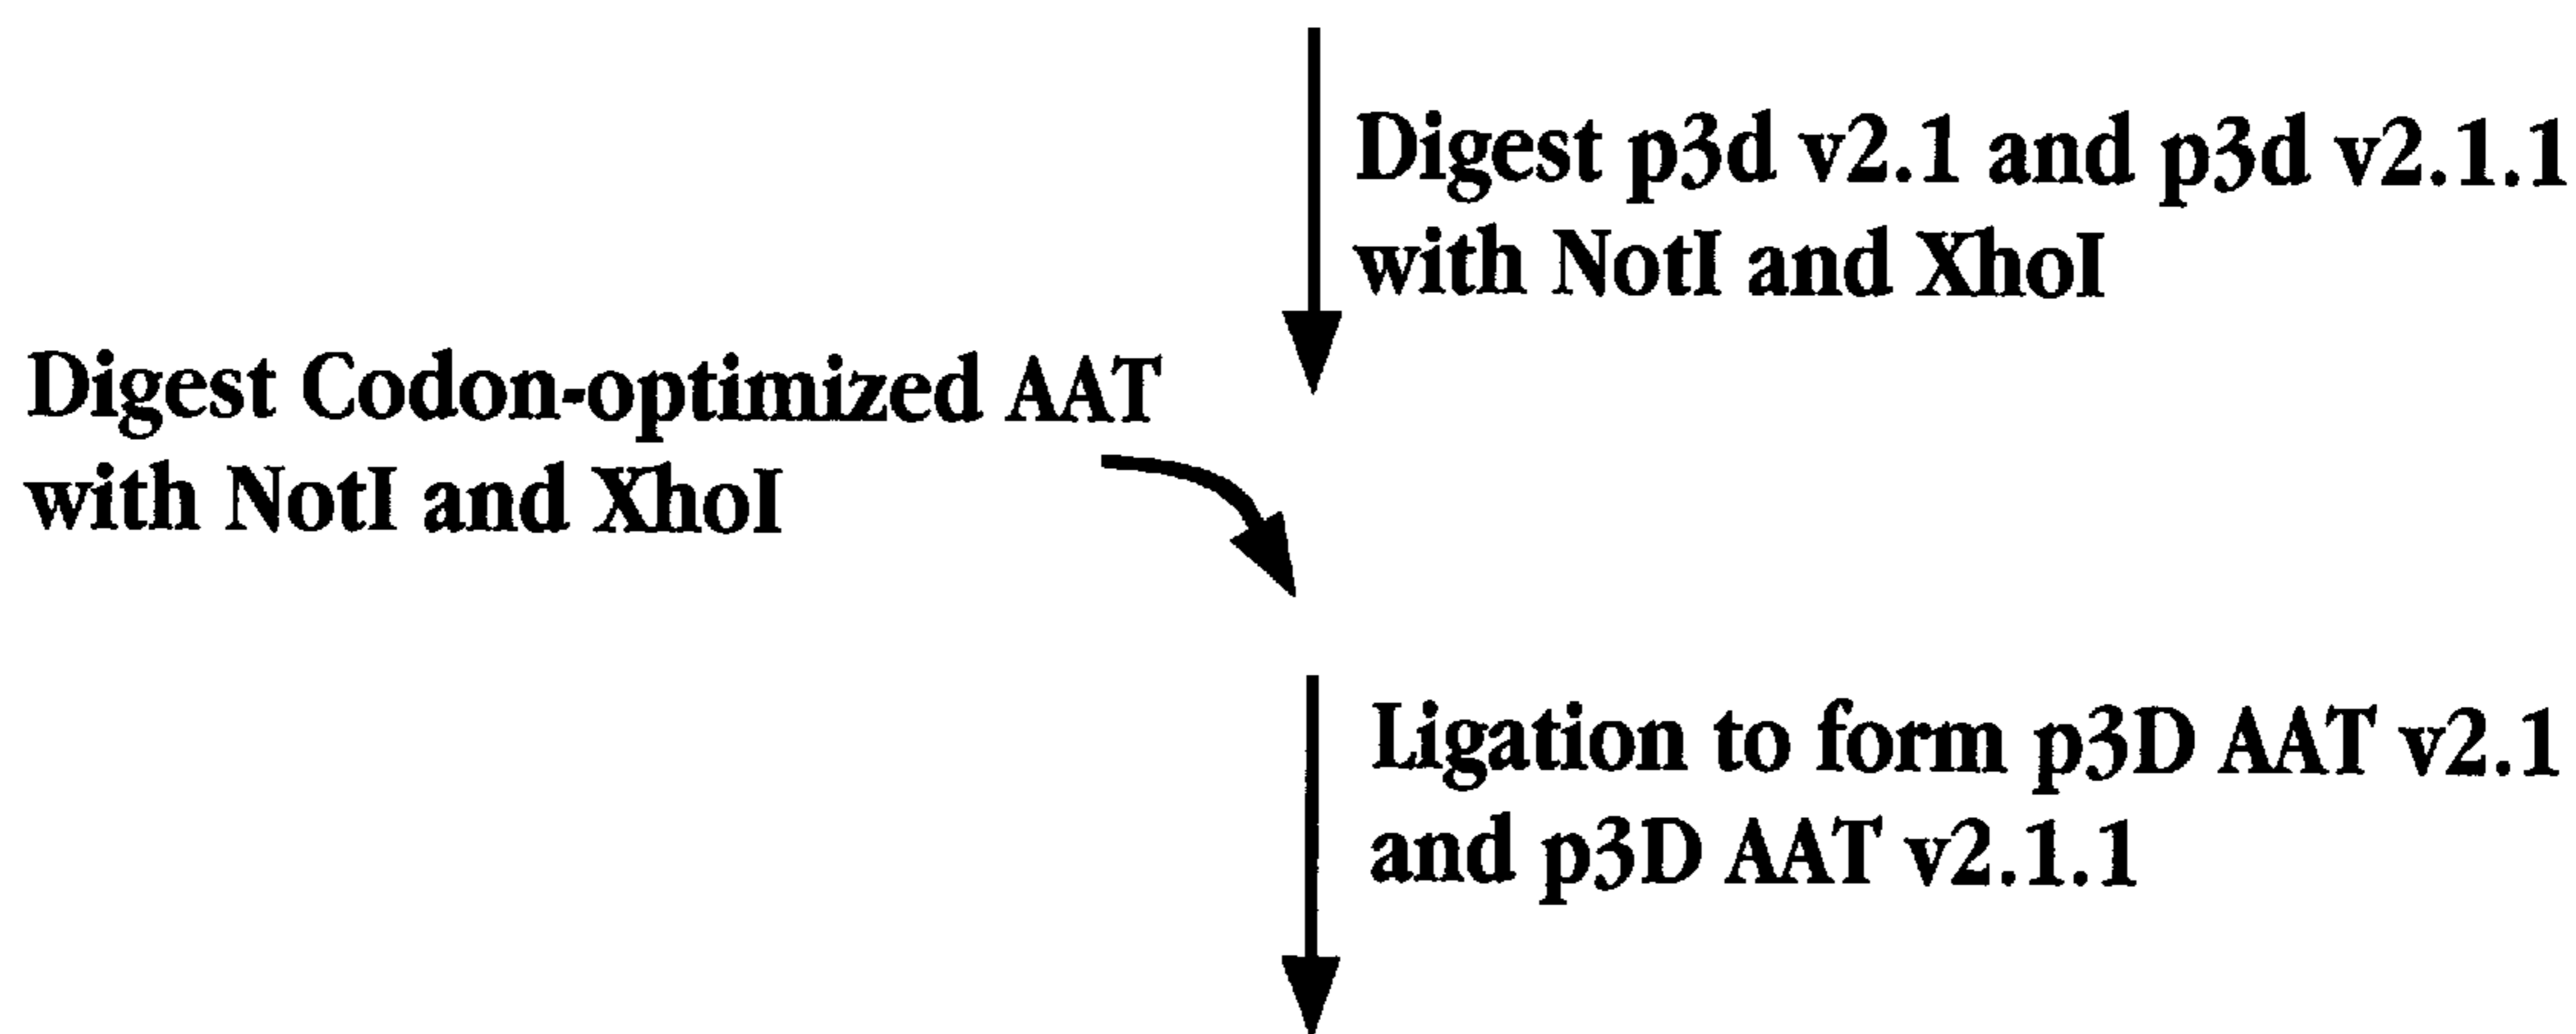 Digest p3d v2.1 and p3d v2.1.1
with NotI and XhoI
Digest Codon-optimized AAT
with NotI and XhoI
Ligation to form p3D AAT v2.1
and p3D AAT v2.1.1